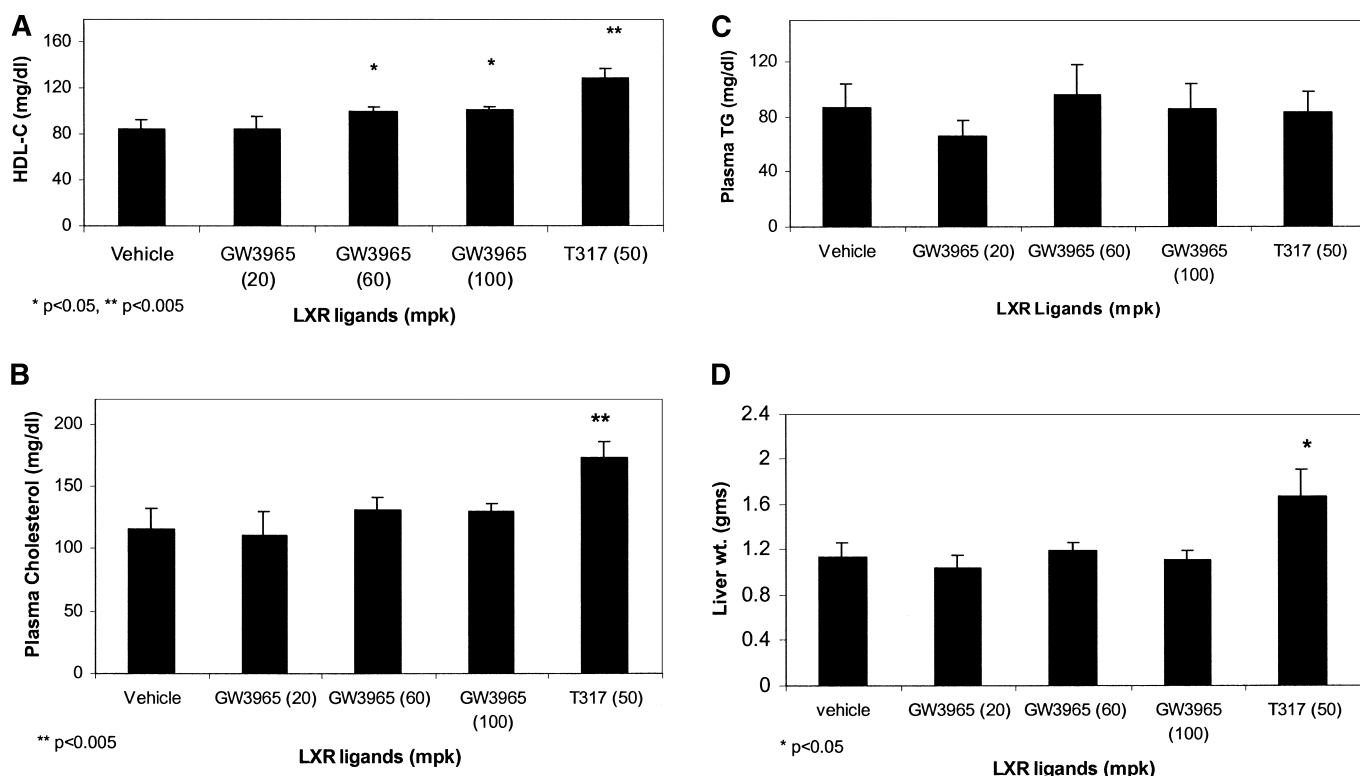 A
HDL-C (mg/dl)
160
120
80
40
0
*
*
**
Vehicle
GW3965
(20)
GW3965
(60)
GW3965
(100)
T317 (50)
* p<0.05, ** p<0.005
LXR ligands (mpk)
B
Plasma Cholesterol (mg/dl)
200
150
100
50
0
**
Vehicle
GW3965 (20)
GW3965 (60)
GW3965
(100)
T317 (50)
** p<0.005
LXR ligands (mpk)
C
Plasma TG (mg/dl)
120
80
40
0
Vehicle
GW3965 (20)
GW3965 (60)
GW3965
(100)
T317 (50)
LXR Ligands (mpk)
D
Liver wt. (gms)
2.4
2
1.6
1.2
0.8
0.4
0
*
vehicle
GW3965 (20)
GW3965 (60)
GW3965
(100)
T317 (50)
* p<0.05
LXR ligands (mpk)